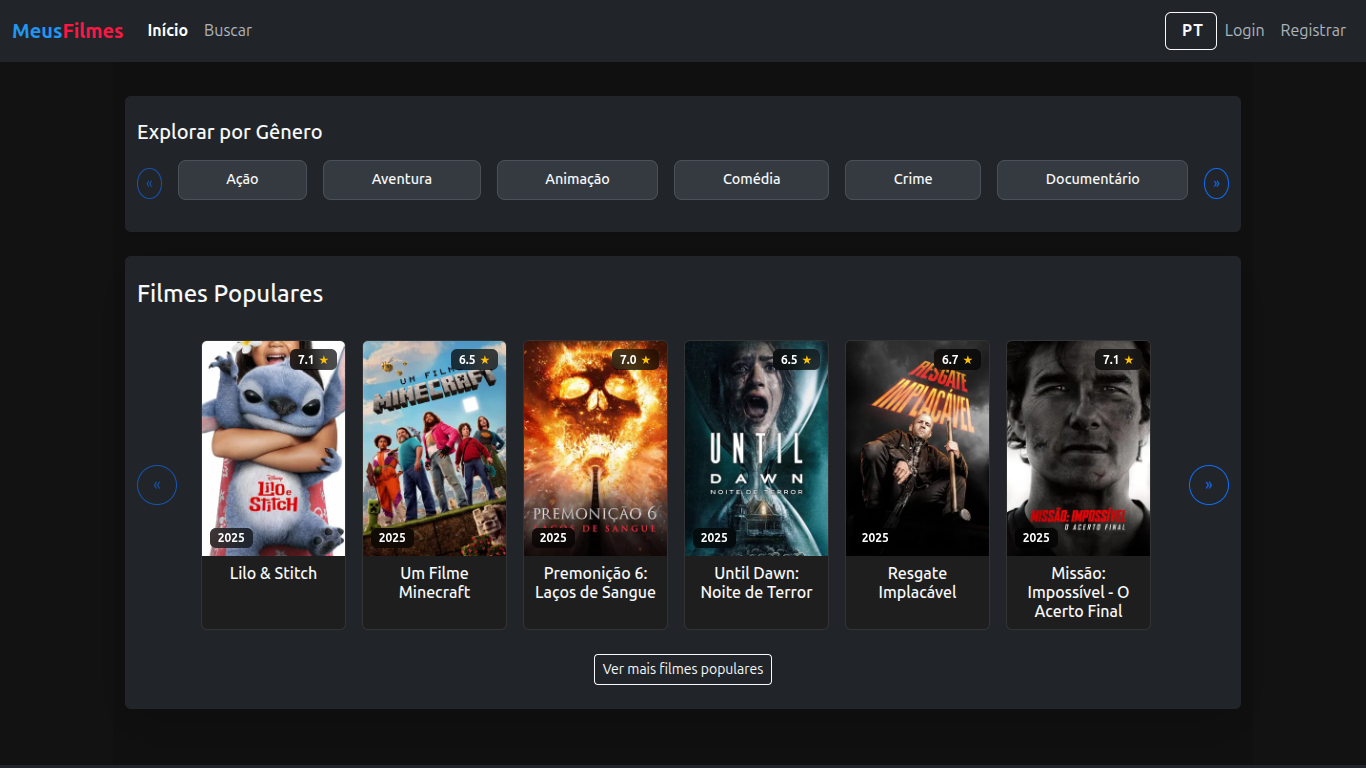 MeusFilmes Início Buscar PT Login Registrar
Explorar por Gênero
« Ação Aventura Animação Comédia Crime Documentário »
Filmes Populares
7.1 ★
Disney
LILO e
STITCH
2025
Lilo & Stitch
6.5 ★
UM FILME
MINECRAFT
2025
Um Filme
Minecraft
7.0 ★
PREMONIÇÃO 6
LAÇOS DE SANGUE
2025
Premonição 6:
Laços de Sangue
6.5 ★
UNTIL
DAWN
NOITE DE TERROR
2025
Until Dawn:
Noite de Terror
6.7 ★
RESGATE
IMPLACÁVEL
2025
Resgate
Implacável
7.1 ★
MISSÃO: IMPOSSÍVEL
O ACERTO FINAL
2025
Missão:
Impossível - O
Acerto Final
« »
Ver mais filmes populares